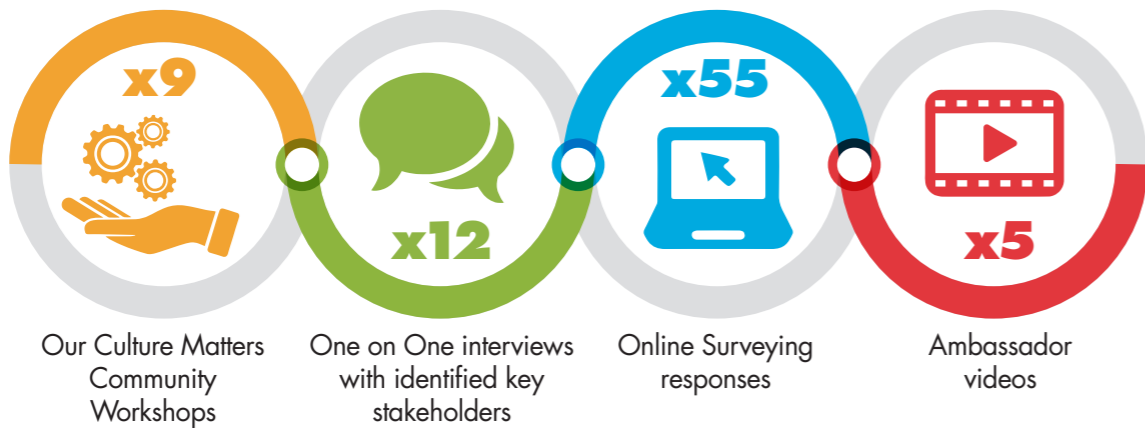 x9
Our Culture Matters
Community
Workshops
x12
One on One interviews
with identified key
stakeholders
x55
Online Surveying
responses
x5
Ambassador
videos